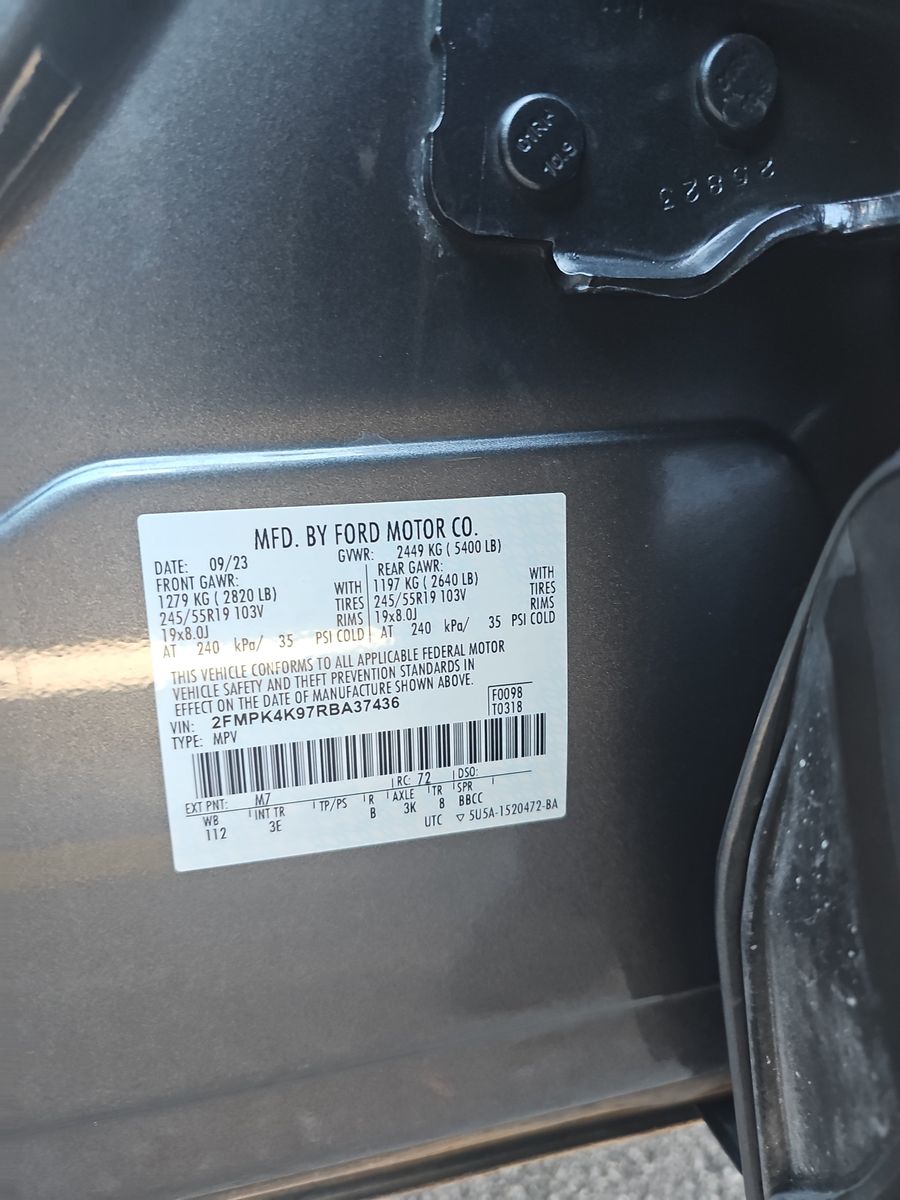 01RA
10.9
25823
MFD. BY FORD MOTOR CO.
DATE: 09/23 GVWR: 2449 KG ( 5400 LB)
FRONT GAWR: REAR GAWR:
1279 KG ( 2820 LB) WITH 1197 KG ( 2640 LB) WITH
245/55R19 103V TIRES 245/55R19 103V TIRES
19x8.0J RIMS 19x8.0J RIMS
AT 240 kPa/ 35 PSI COLD AT 240 kPa/ 35 PSI COLD
THIS VEHICLE CONFORMS TO ALL APPLICABLE FEDERAL MOTOR
VEHICLE SAFETY AND THEFT PREVENTION STANDARDS IN
EFFECT ON THE DATE OF MANUFACTURE SHOWN ABOVE.
VIN: 2FMPK4K97RBA37436 F0098
TYPE: MPV T0318
EXT PNT: M7 RC: 72 DSO:
WB INT TR TP/PS R AXLE TR SPR
112 3E B 3K 8 BBCC
UTC ▽ 5U5A-1520472-BA